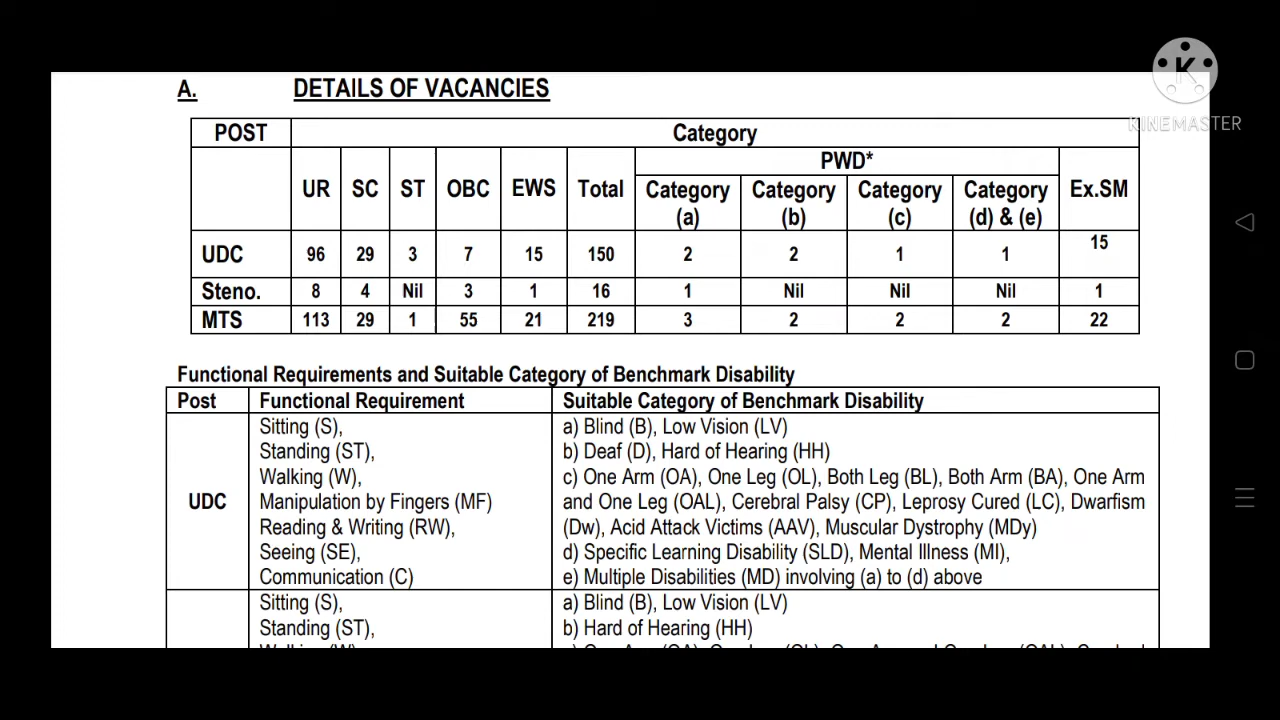 A. DETAILS OF VACANCIES
KINEMASTER
POST Category
PWD*
UR SC ST OBC EWS Total Category (a) Category (b) Category (c) Category (d) & (e) Ex.SM
UDC 96 29 3 7 15 150 2 2 1 1 15
Steno. 8 4 Nil 3 1 16 1 Nil Nil Nil 1
MTS 113 29 1 55 21 219 3 2 2 2 22
Functional Requirements and Suitable Category of Benchmark Disability
Post Functional Requirement Suitable Category of Benchmark Disability
UDC
Sitting (S),
Standing (ST),
Walking (W),
Manipulation by Fingers (MF)
Reading & Writing (RW),
Seeing (SE),
Communication (C)
a) Blind (B), Low Vision (LV)
b) Deaf (D), Hard of Hearing (HH)
c) One Arm (OA), One Leg (OL), Both Leg (BL), Both Arm (BA), One Arm
and One Leg (OAL), Cerebral Palsy (CP), Leprosy Cured (LC), Dwarfism
(Dw), Acid Attack Victims (AAV), Muscular Dystrophy (MDy)
d) Specific Learning Disability (SLD), Mental Illness (MI),
e) Multiple Disabilities (MD) involving (a) to (d) above
Sitting (S),
Standing (ST),
a) Blind (B), Low Vision (LV)
b) Hard of Hearing (HH)